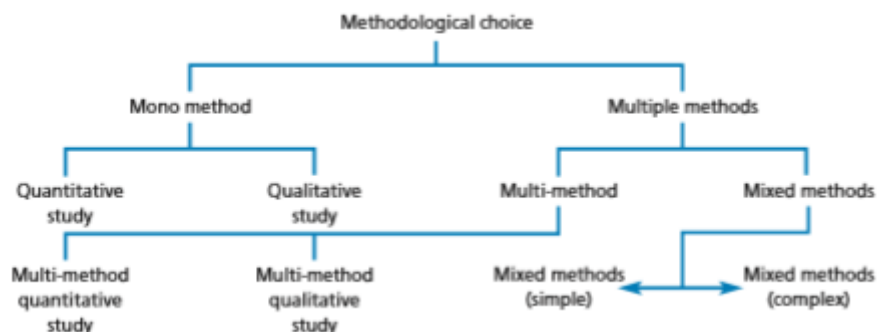 Methodological choice
Mono method
Multiple methods
Quantitative
study
Qualitative
study
Multi-method
Mixed methods
Multi-method
quantitative
study
Multi-method
qualitative
study
Mixed methods
(simple)
Mixed methods
(complex)